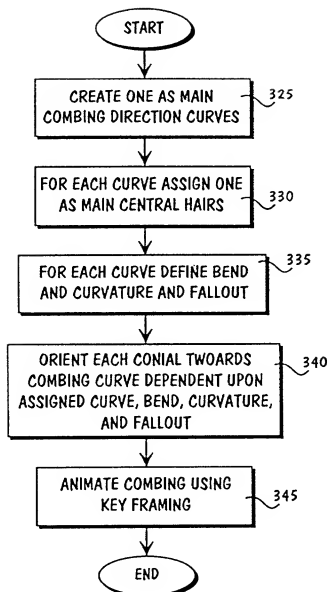 START
CREATE ONE AS MAIN
COMBING DIRECTION CURVES
325
FOR EACH CURVE ASSIGN ONE
AS MAIN CENTRAL HAIRS
330
FOR EACH CURVE DEFINE BEND
AND CURVATURE AND FALLOUT
335
ORIENT EACH CONIAL TWOARDS
COMBING CURVE DEPENDENT UPON
ASSIGNED CURVE, BEND, CURVATURE,
AND FALLOUT
340
ANIMATE COMBING USING
KEY FRAMING
345
END